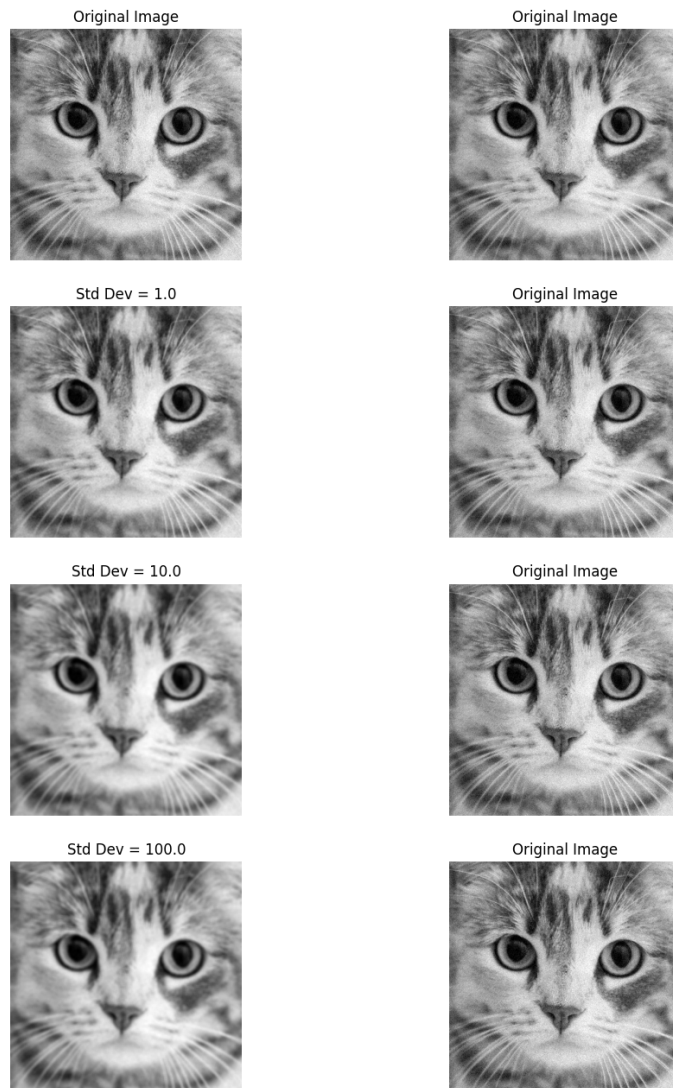 Original Image
Original Image
Std Dev = 1.0
Original Image
Std Dev = 10.0
Original Image
Std Dev = 100.0
Original Image